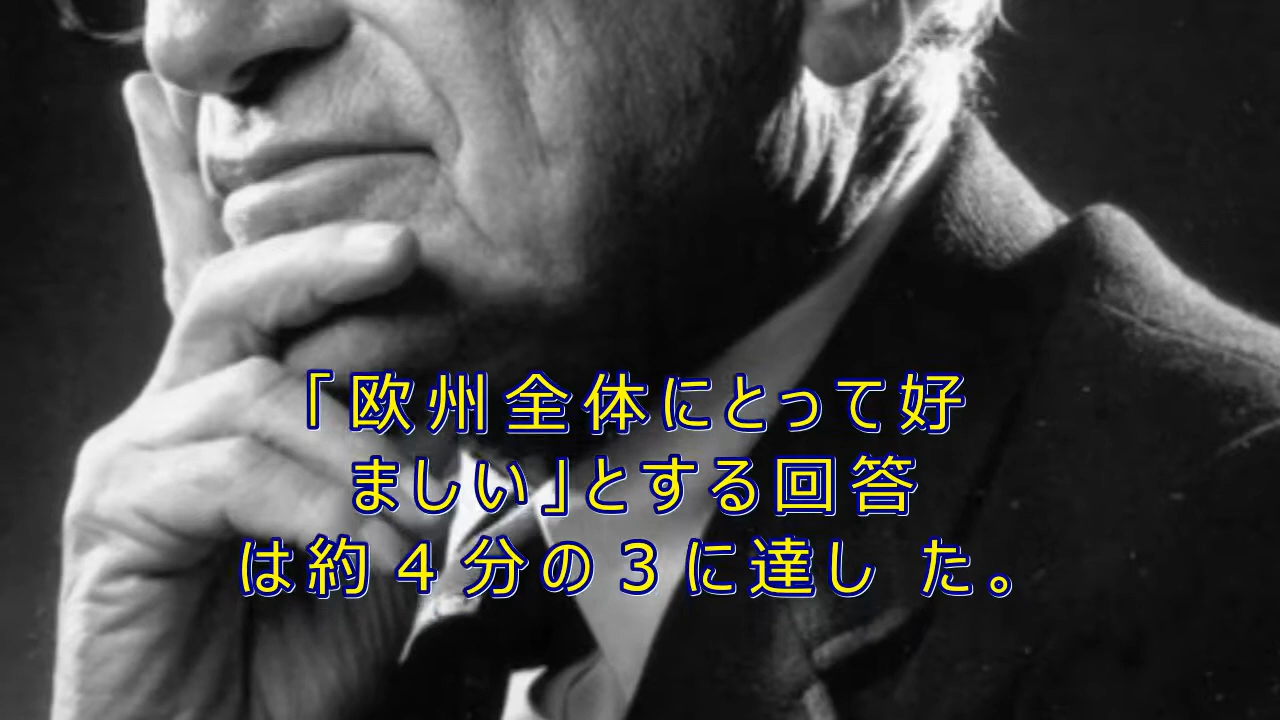 「欧州全体にとって好
ましい」とする回答
は約４分の３に達し た。